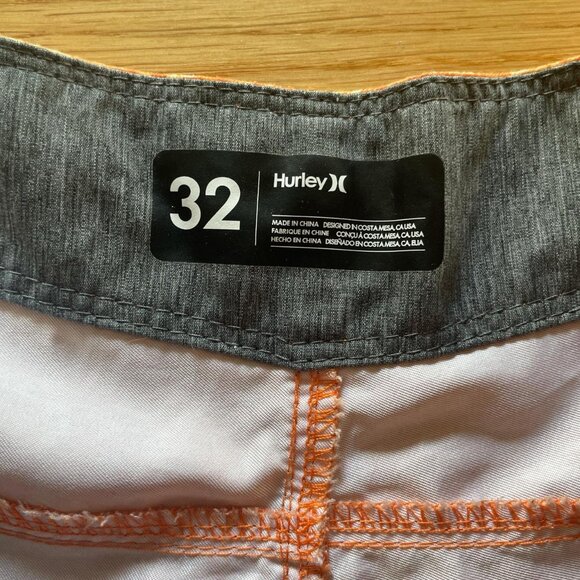 32
Hurley
MADE IN CHINA DESIGNED IN COSTA MESA, CA USA
FABRIQUE EN CHINE CONÇU À COSTA MESA, CA, USA
HECHO EN CHINA DISEÑADO EN COSTA MESA, CA, E.U.A